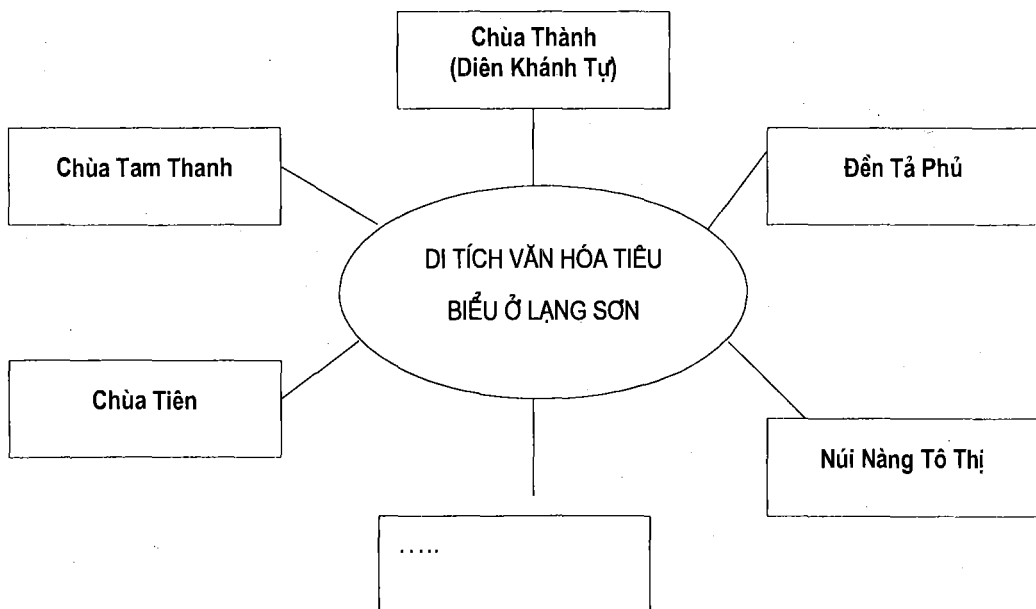 Chùa Thành
(Diên Khánh Tự)
Chùa Tam Thanh
Đền Tả Phủ
DI TÍCH VĂN HÓA TIÊU
BIỂU Ở LẠNG SƠN
Chùa Tiên
Núi Nàng Tô Thị
.....